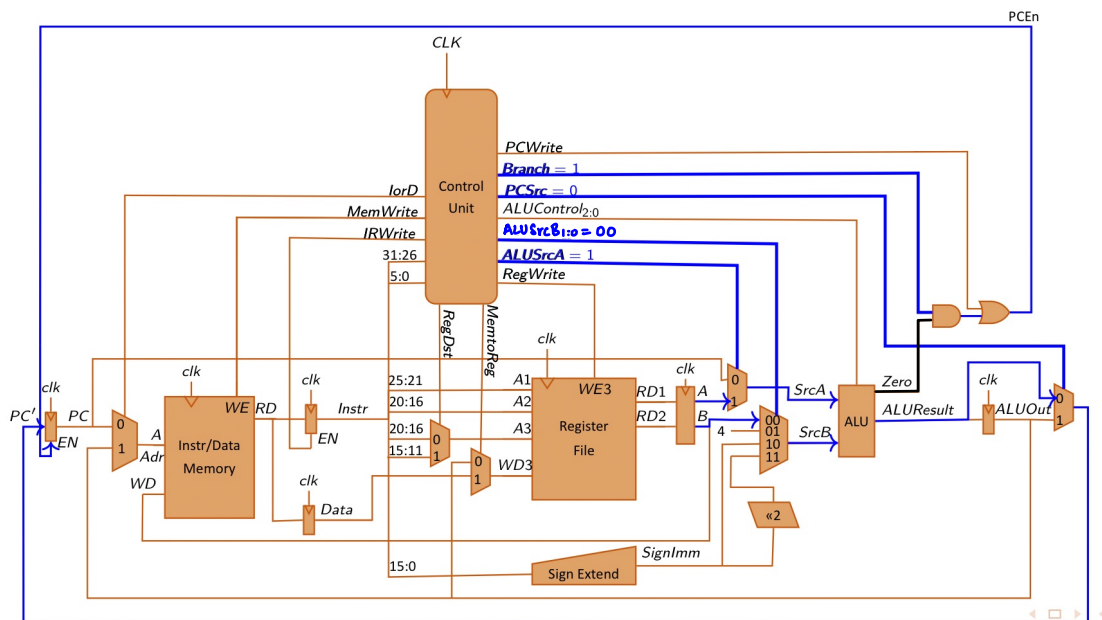 PCEn
CLK
PCWrite
Branch = 1
IorD
PCSrc = 0
Control
Unit
MemWrite
ALUControl2:0
IRWrite
ALUSrcB1:0 = 00
31:26
ALUSrcA = 1
5:0
RegWrite
RegDst
MemtoReg
clk
clk
clk
clk
clk
clk
25:21
A1
WE3
0
Zero
PC'
PC
EN
0
1
A
Adr
WE
RD
Instr
EN
20:16
A2
RD1
A
1
SrcA
0
1
Instr/Data
Memory
20:16
A3
Register
File
RD2
B
00
01
10
11
4
SrcB
ALU
ALUResult
ALUOut
15:11
0
1
0
1
WD3
WD
clk
Data
«2
SignImm
15:0
Sign Extend